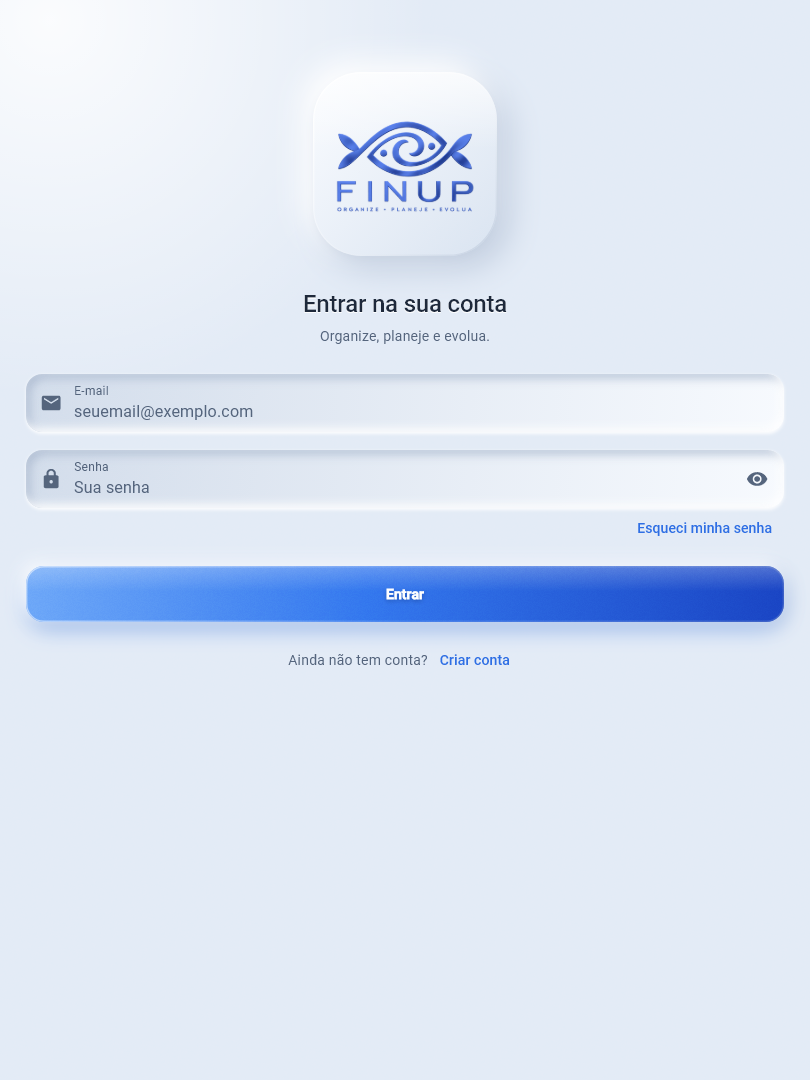 FINUP
ORGANIZE • PLANEJE • EVOLUA
Entrar na sua conta
Organize, planeje e evolua.
E-mail
seuemail@exemplo.com
Senha
Sua senha
Esqueci minha senha
Entrar
Ainda não tem conta? Criar conta